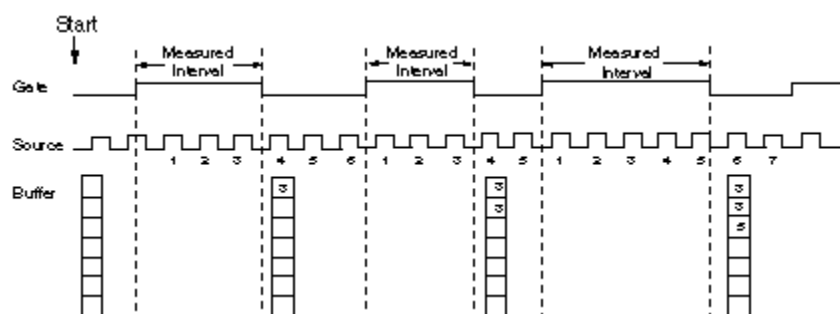 Start
Measured Interval
Measured Interval
Measured Interval
Gate
Source
1 2 3 4 5 6 1 2 3 4 5 1 2 3 4 5 6 7
Buffer
3 3 3
3 3
5